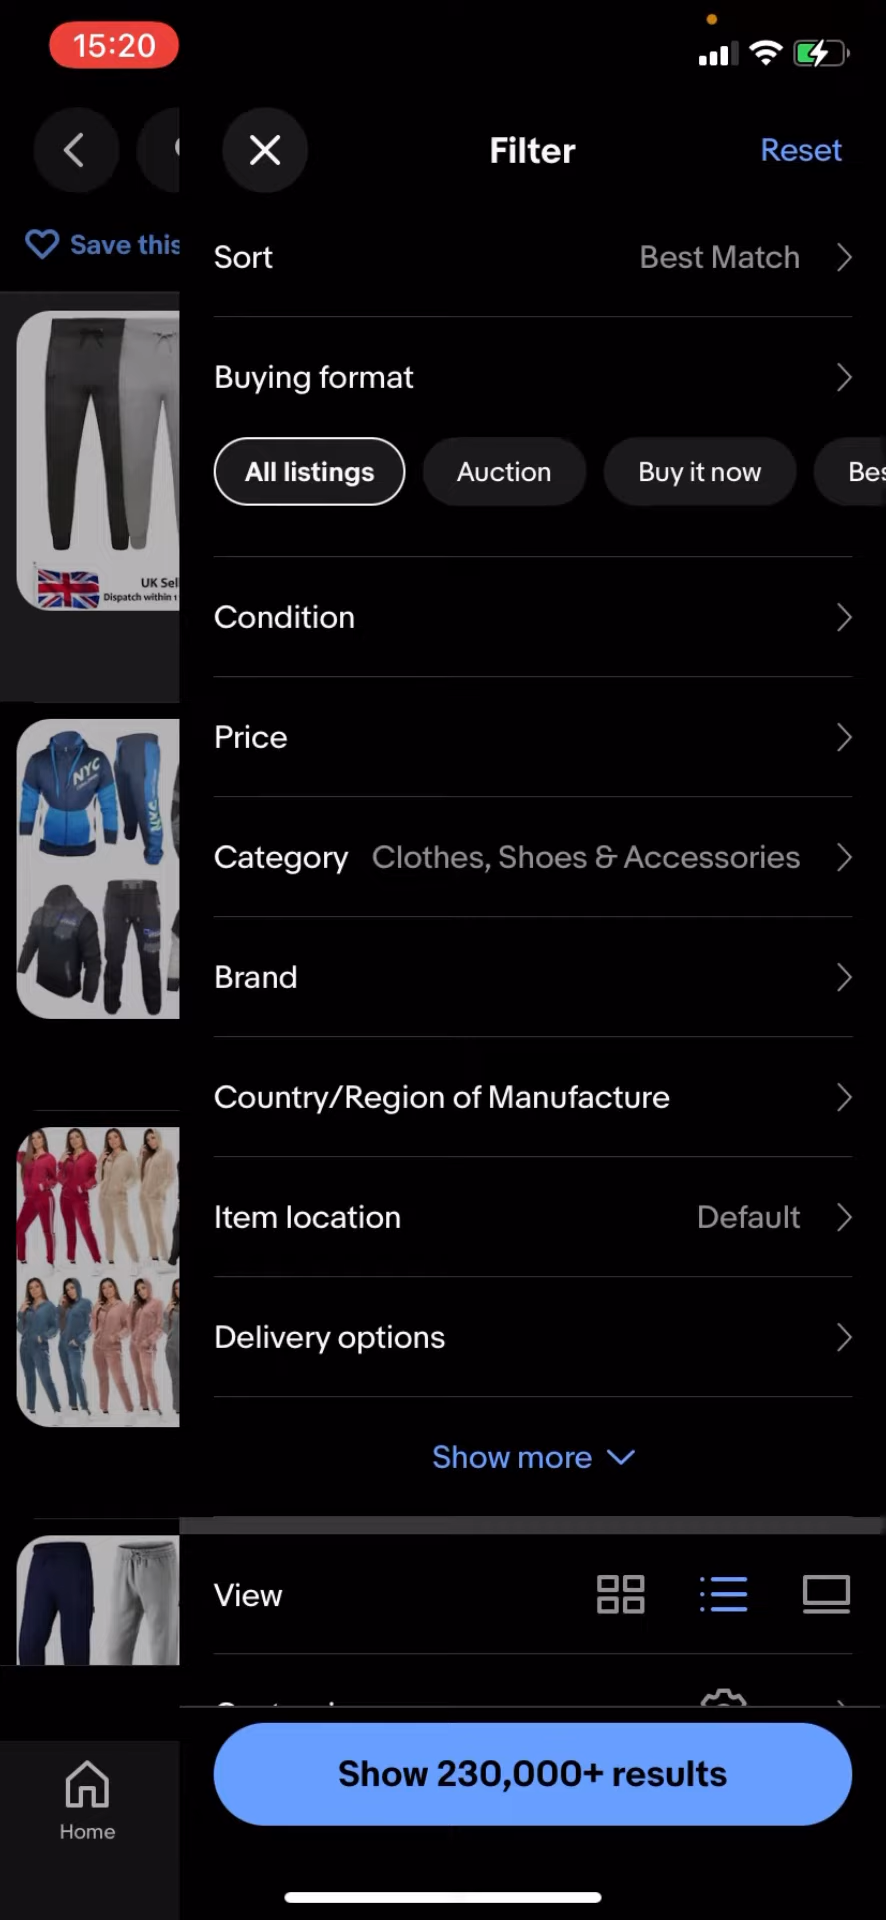 15:20
Filter
Reset
Save this
Sort
Best Match
Buying format
All listings
Auction
Buy it now
UK Sel
Dispatch within 1
Condition
Price
NYC
NYC
Category
Clothes, Shoes & Accessories
Brand
Country/Region of Manufacture
Item location
Default
Delivery options
Show more
View
Show 230,000+ results
Home